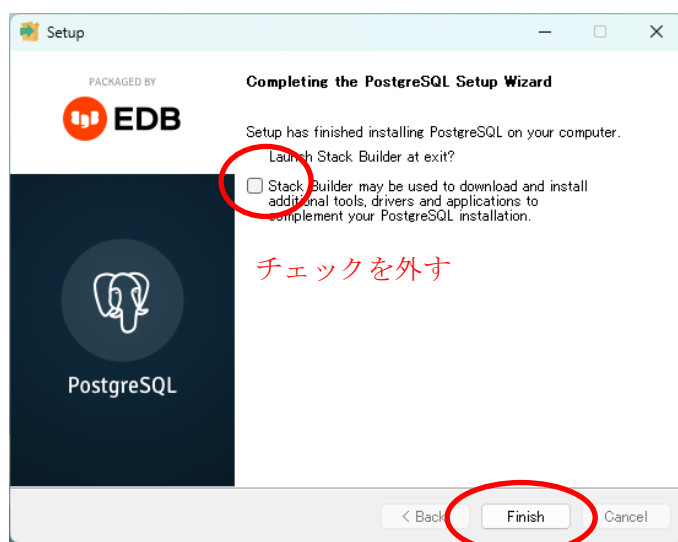 Setup
PACKAGED BY
EDB
Completing the PostgreSQL Setup Wizard
Setup has finished installing PostgreSQL on your computer.
Launch Stack Builder at exit?
Stack Builder may be used to download and install
additional tools, drivers and applications to
complement your PostgreSQL installation.
チェックを外す
PostgreSQL
< Back
Finish
Cancel